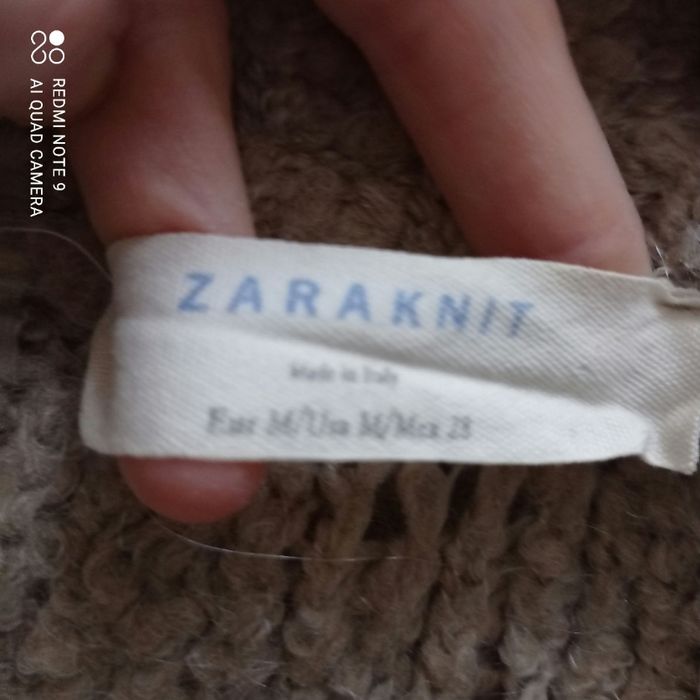 ZARAKNIT
Made in Italy
Eur M/Usa M/Mex 28
REDMI NOTE 9
AI QUAD CAMERA